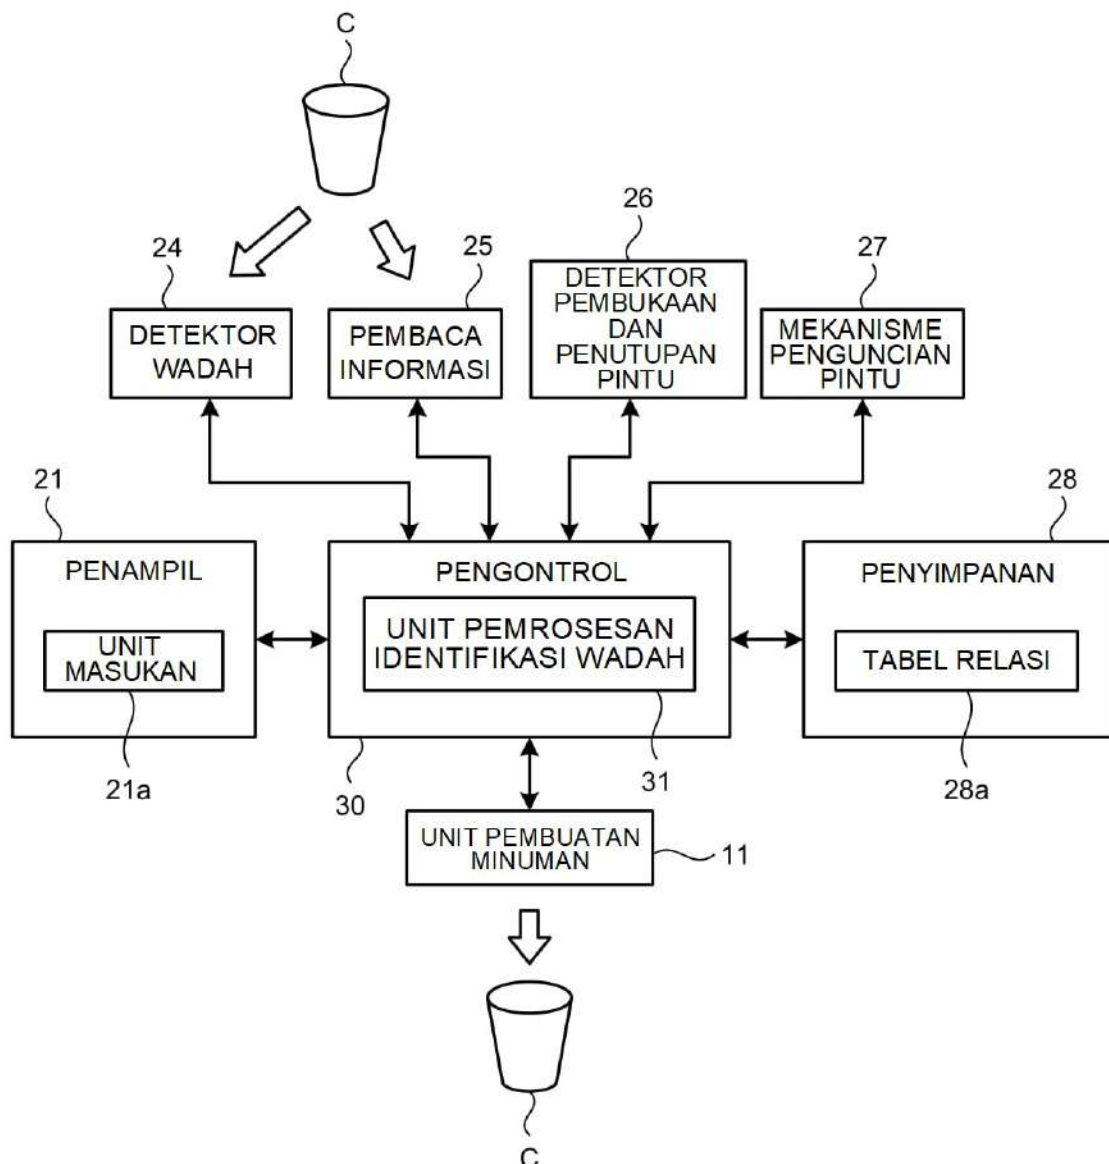 C
24
25
26
27
DETEKTOR
WADAH
PEMBACA
INFORMASI
DETEKTOR
PEMBUKAAN
DAN
PENUTUPAN
PINTU
MEKANISME
PENGUNCIAN
PINTU
21
28
PENAMPIL
UNIT
MASUKAN
PENGONTROL
UNIT PEMROSESAN
IDENTIFIKASI WADAH
PENYIMPANAN
TABEL RELASI
21a
30
31
28a
UNIT PEMBUATAN
MINUMAN
11
C